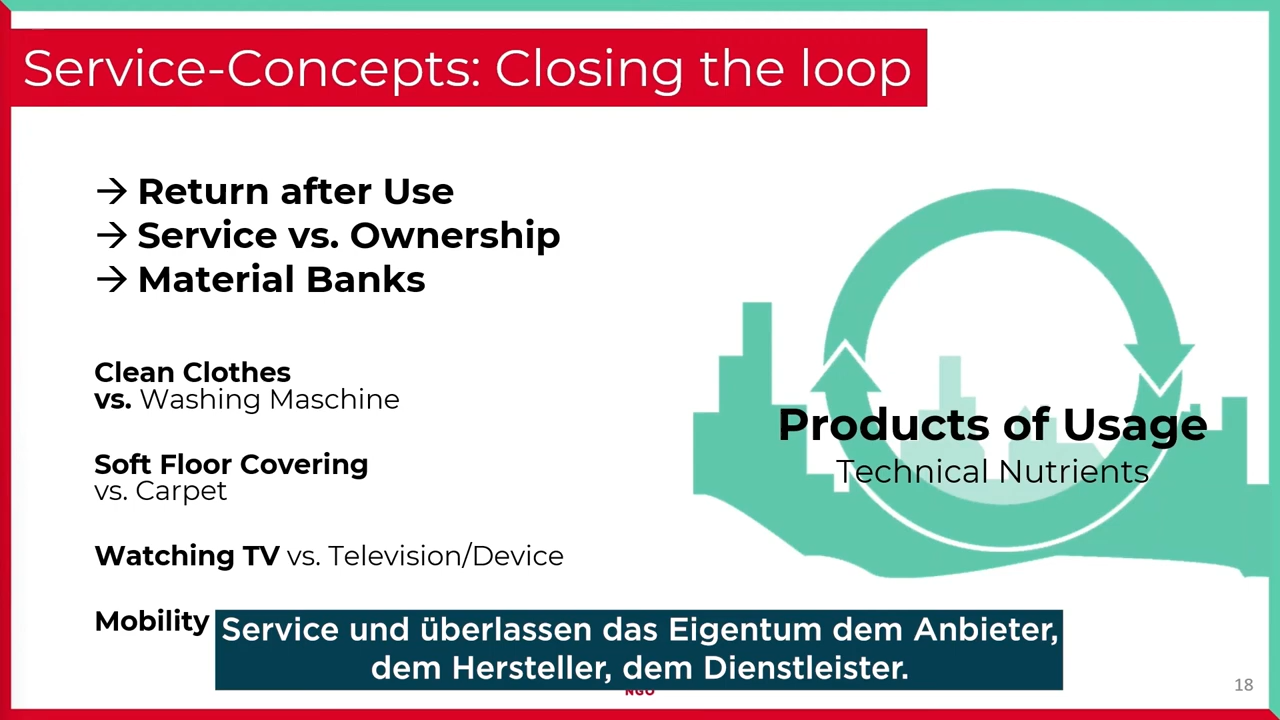 Service-Concepts: Closing the loop
→ Return after Use
→ Service vs. Ownership
→ Material Banks
Clean Clothes
vs. Washing Maschine
Soft Floor Covering
vs. Carpet
Watching TV vs. Television/Device
Mobility
Products of Usage
Technical Nutrients
Service und überlassen das Eigentum dem Anbieter,
dem Hersteller, dem Dienstleister.
NGO
18